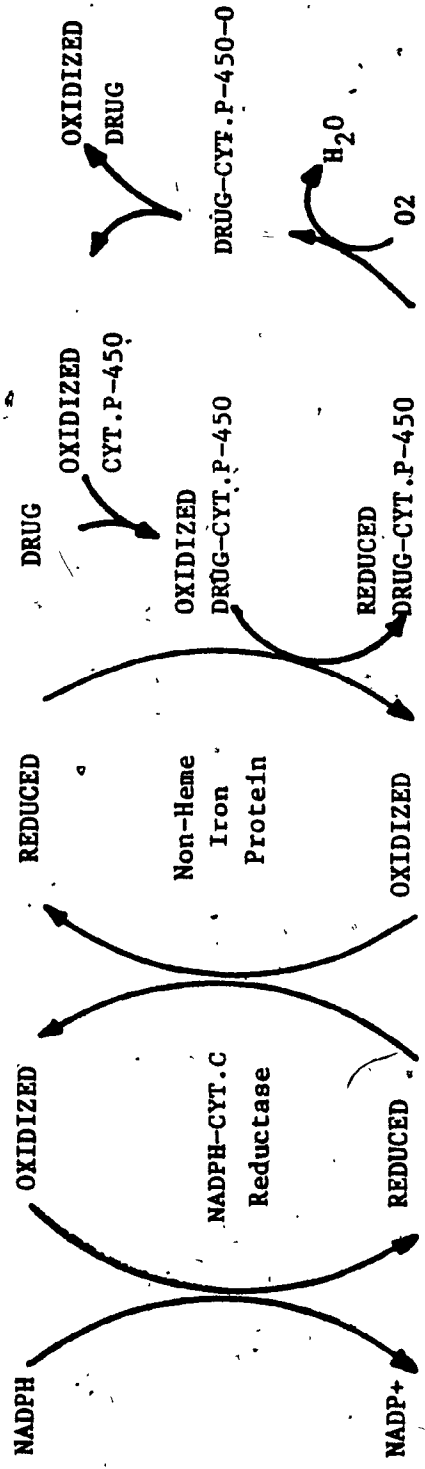 NADPH
NADP+
OXIDIZED
NADPH-CYT.C
Reductase
REDUCED
REDUCED
Non-Heme
Iron
Protein
OXIDIZED
DRUG
OXIDIZED
CYT.P-450
OXIDIZED
DRUG-CYT.P-450
REDUCED
DRUG-CYT.P-450
OXIDIZED
DRUG
DRUG-CYT.P-450-O
H2O
O2